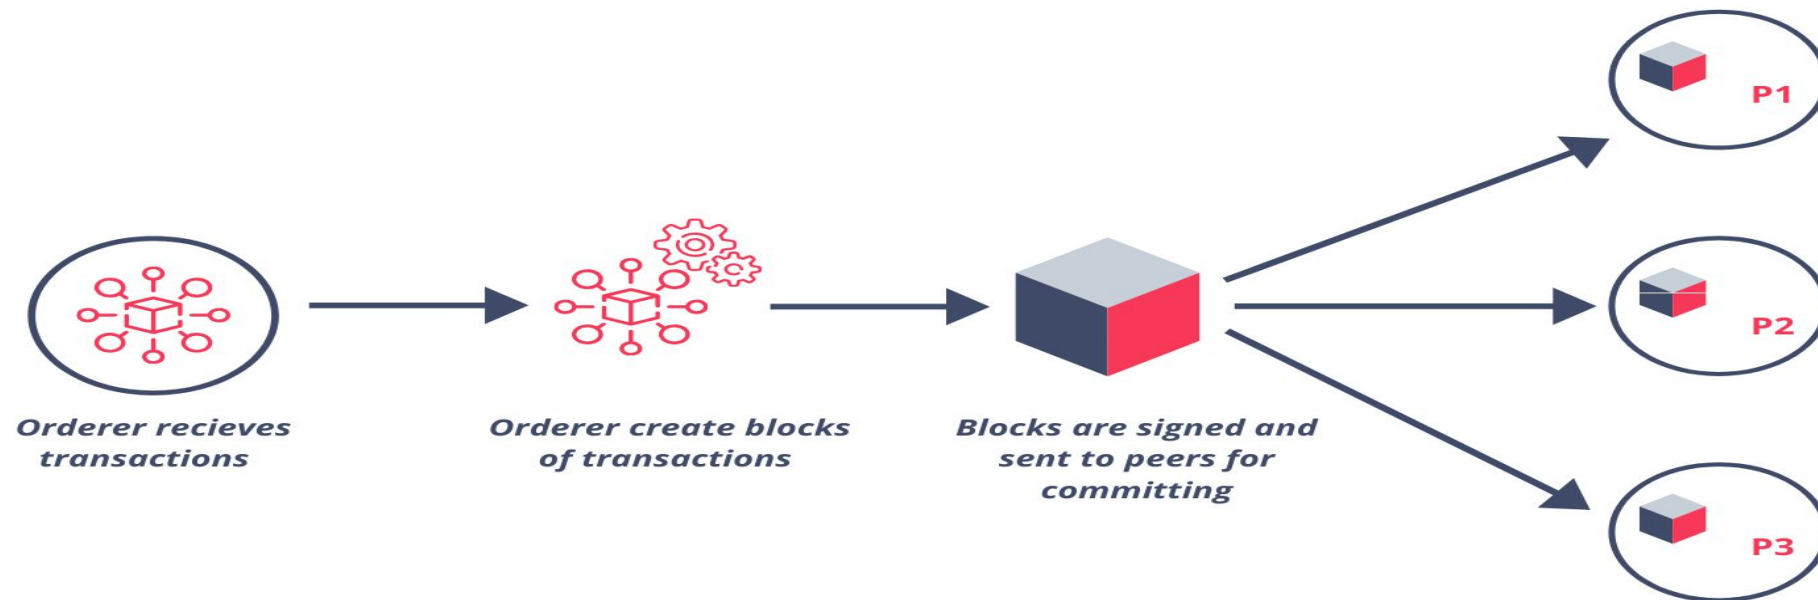 Orderer recieves
transactions
Orderer create blocks
of transactions
Blocks are signed and
sent to peers for
committing
P1
P2
P3